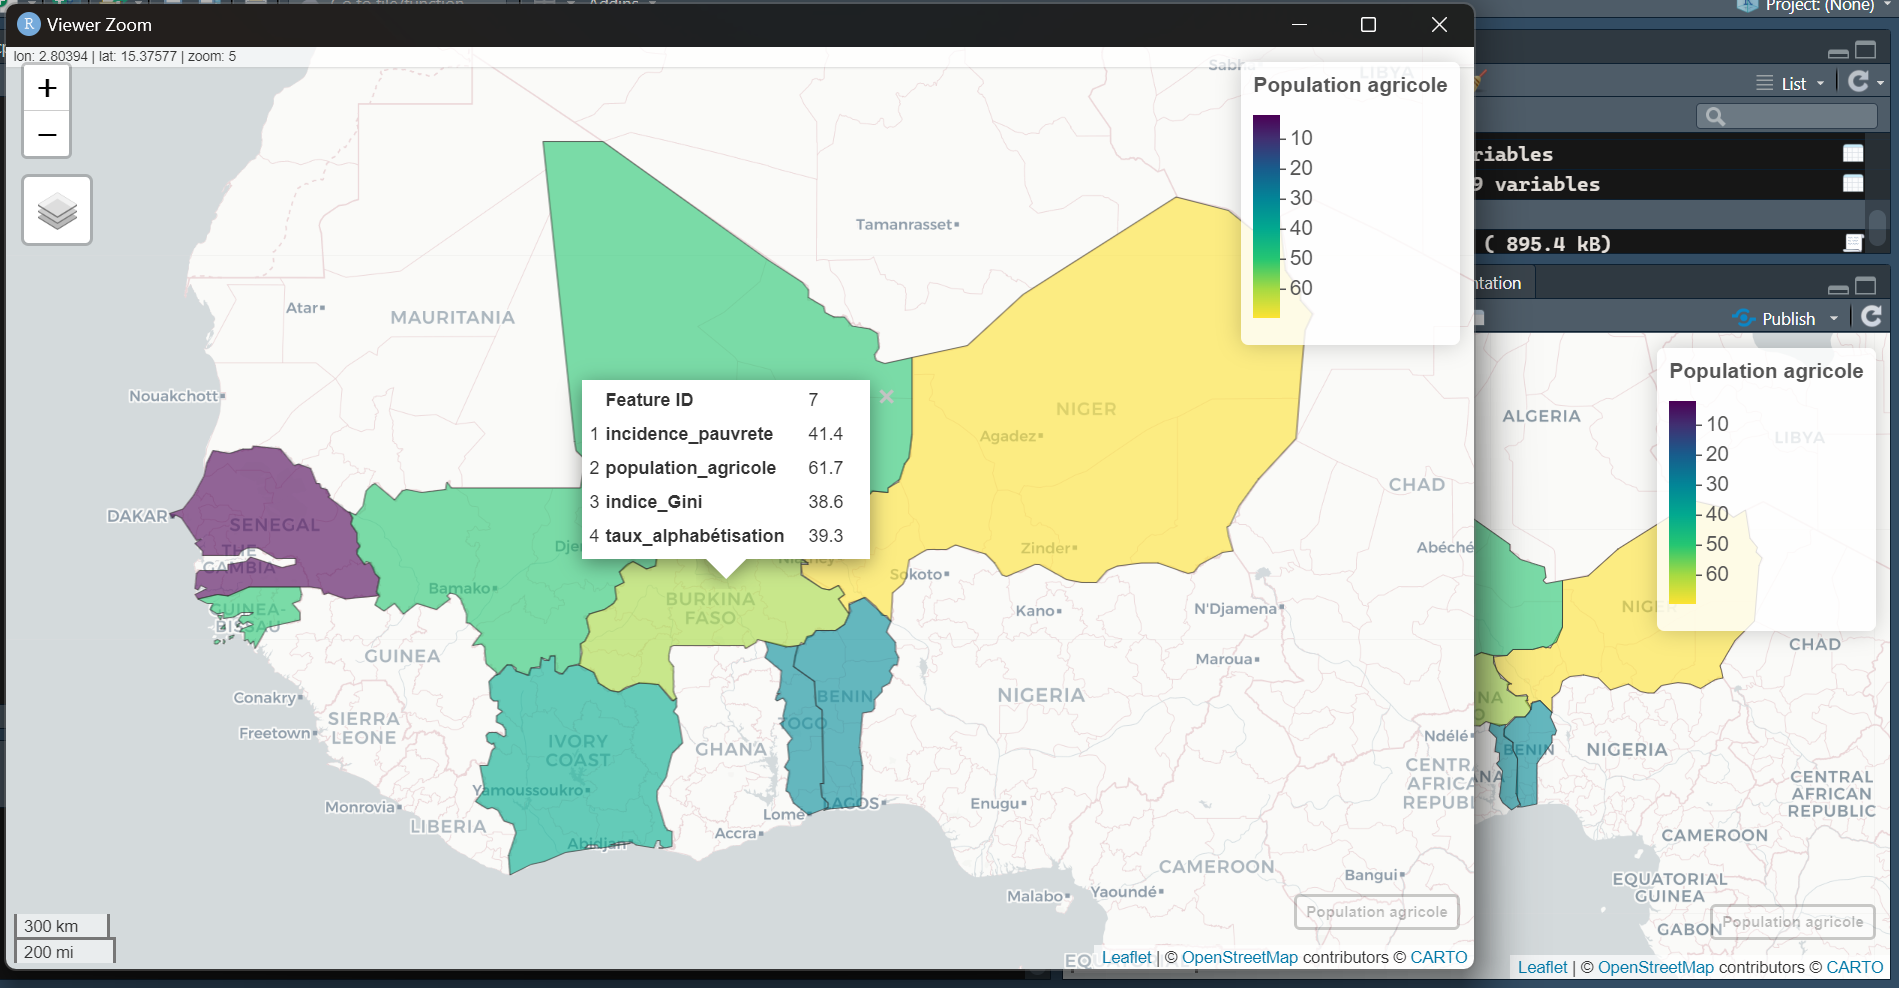 Viewer Zoom
lon: 2.80394 | lat: 15.37577 | zoom: 5
+
−
Population agricole
10
20
30
40
50
60
Tamanrasset
Atar
MAURITANIA
Nouakchott
NIGER
Agadez
CHAD
DAKAR
SENEGAL
THE
GAMBIA
Feature ID 7
1 incidence_pauvrete 41.4
2 population_agricole 61.7
3 indice_Gini 38.6
4 taux_alphabétisation 39.3
Zinder
Abéché
Bamako
Sokoto
GUINEA-
BISSAU
BURKINA
FASO
Kano
N'Djamena
GUINEA
Maroua
Conakry
SIERRA
LEONE
Freetown
NIGERIA
BENIN
TOGO
IVORY
COAST
GHANA
Ndélé
Yamoussoukro
Monrovia
LIBERIA
Abidjan
Lome
LAGOS
Accra
Enugu
CENTRA
AFRICA
REPUBL
CAMEROON
Malabo
Yaoundé
Bangui
Population agricole
300 km
200 mi
Leaflet | © OpenStreetMap contributors © CARTO
Project: (None)
List
riables
9 variables
( 895.4 kB)
ntation
Publish
Population agricole
10
20
30
40
50
60
ALGERIA
LIBYA
NIGER
CHAD
BENIN
NIGERIA
CENTRAL
AFRICAN
REPUBLIC
CAMEROON
EQUATORIAL
GUINEA
GABON
Population agricole
Leaflet | © OpenStreetMap contributors © CARTO